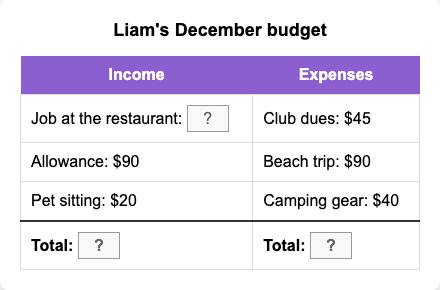 Liam's December budget
Income Expenses
Job at the restaurant: ? Club dues: $45
Allowance: $90 Beach trip: $90
Pet sitting: $20 Camping gear: $40
Total: ? Total: ?